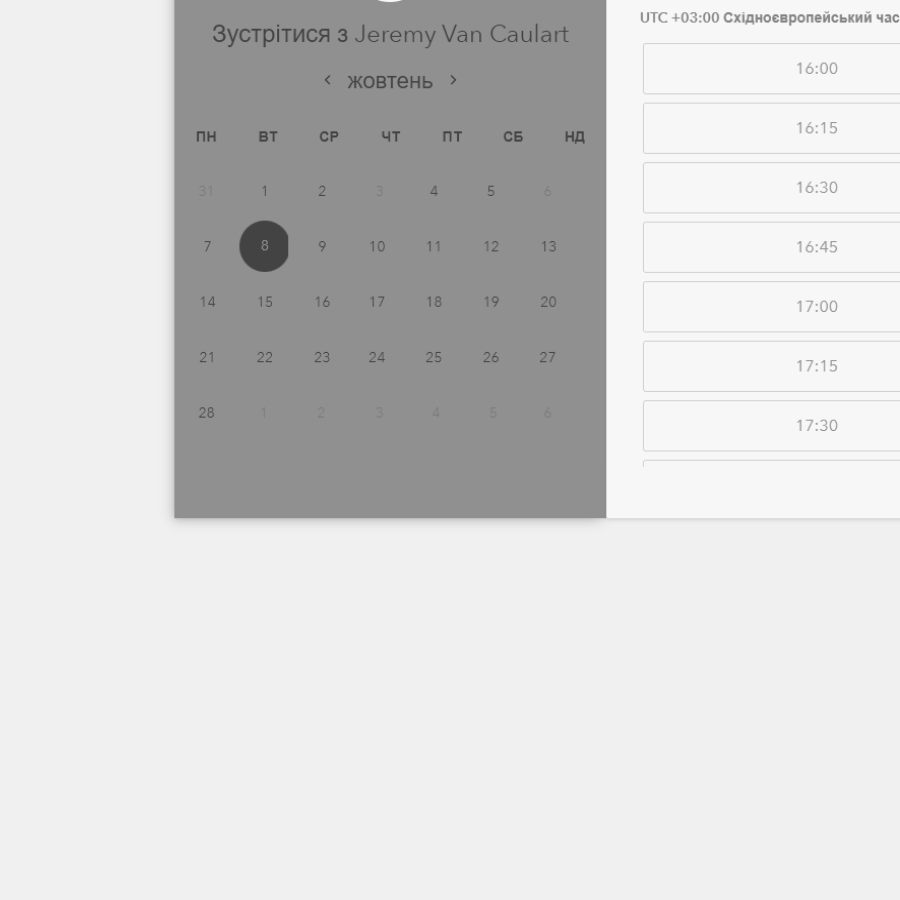 Зустрітися з Jeremy Van Caulart
‹ жовтень ›
ПН ВТ СР ЧТ ПТ СБ НД
31 1 2 3 4 5 6
7 8 9 10 11 12 13
14 15 16 17 18 19 20
21 22 23 24 25 26 27
28 1 2 3 4 5 6
UTC +03:00 Східноєвропейський час
16:00
16:15
16:30
16:45
17:00
17:15
17:30